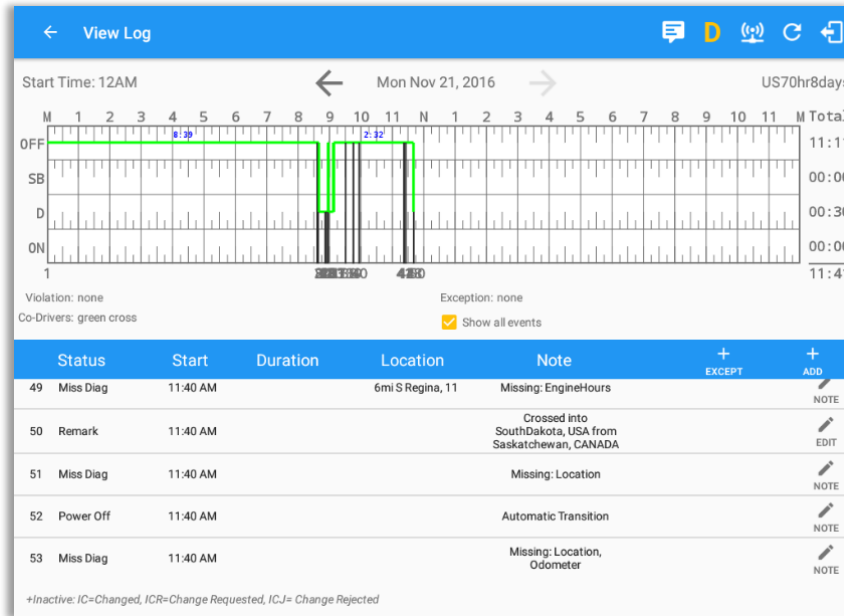 View Log
D
Start Time: 12AM
Mon Nov 21, 2016
US70hr8days
M 1 2 3 4 5 6 7 8 9 10 11 N 1 2 3 4 5 6 7 8 9 10 11 M Total
8:39 2:32
OFF
SB 00:00
D
ON
1
Violation: none
Exception: none
Co-Drivers: green cross
Show all events
Status Start Duration Location Note + EXCEPT + ADD
49 Miss Diag 11:40 AM 6mi S Regina, 11 Missing: EngineHours NOTE
50 Remark 11:40 AM Crossed into
SouthDakota, USA from
Saskatchewan, CANADA EDIT
51 Miss Diag 11:40 AM Missing: Location NOTE
52 Power Off 11:40 AM Automatic Transition NOTE
53 Miss Diag 11:40 AM Missing: Location,
Odometer NOTE
+Inactive: IC=Changed, ICR=Change Requested, ICJ= Change Rejected